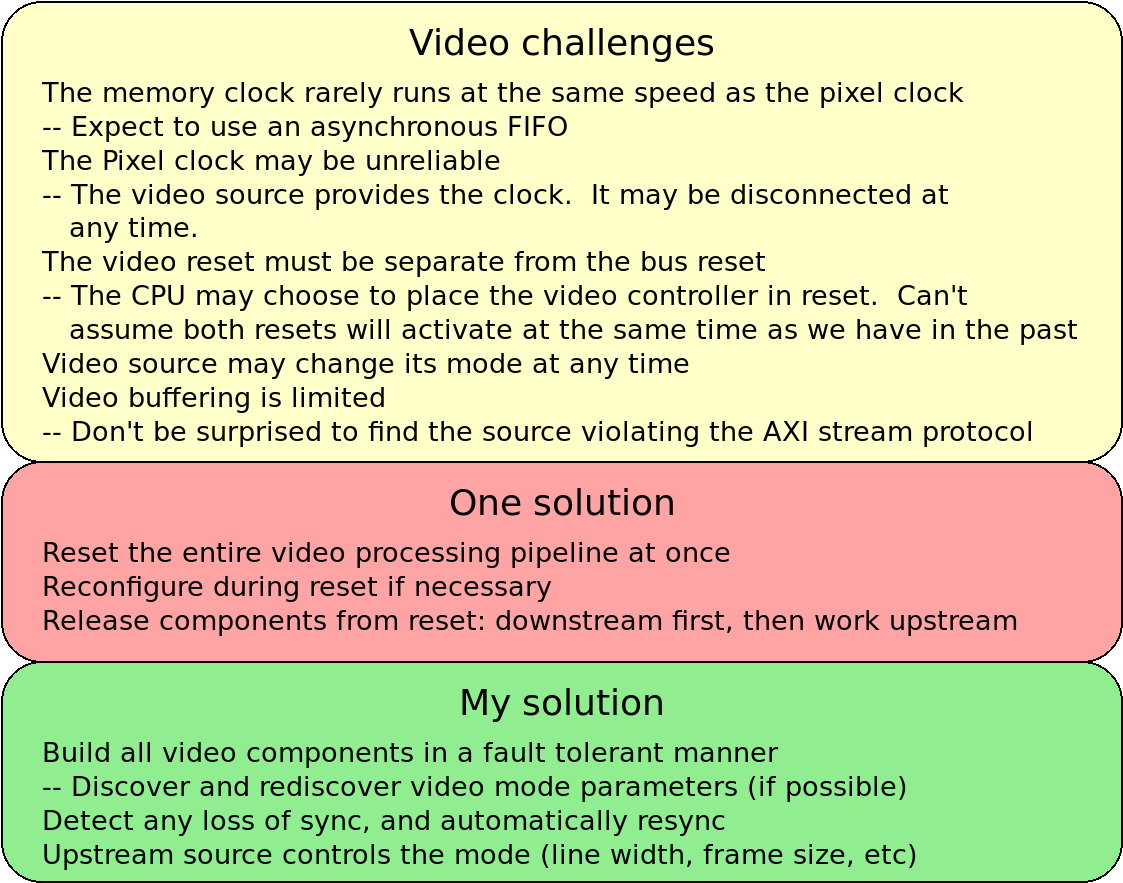 Video challenges
The memory clock rarely runs at the same speed as the pixel clock
-- Expect to use an asynchronous FIFO
The Pixel clock may be unreliable
-- The video source provides the clock.  It may be disconnected at
any time.
The video reset must be separate from the bus reset
-- The CPU may choose to place the video controller in reset.  Can't
assume both resets will activate at the same time as we have in the past
Video source may change its mode at any time
Video buffering is limited
-- Don't be surprised to find the source violating the AXI stream protocol
One solution
Reset the entire video processing pipeline at once
Reconfigure during reset if necessary
Release components from reset: downstream first, then work upstream
My solution
Build all video components in a fault tolerant manner
-- Discover and rediscover video mode parameters (if possible)
Detect any loss of sync, and automatically resync
Upstream source controls the mode (line width, frame size, etc)